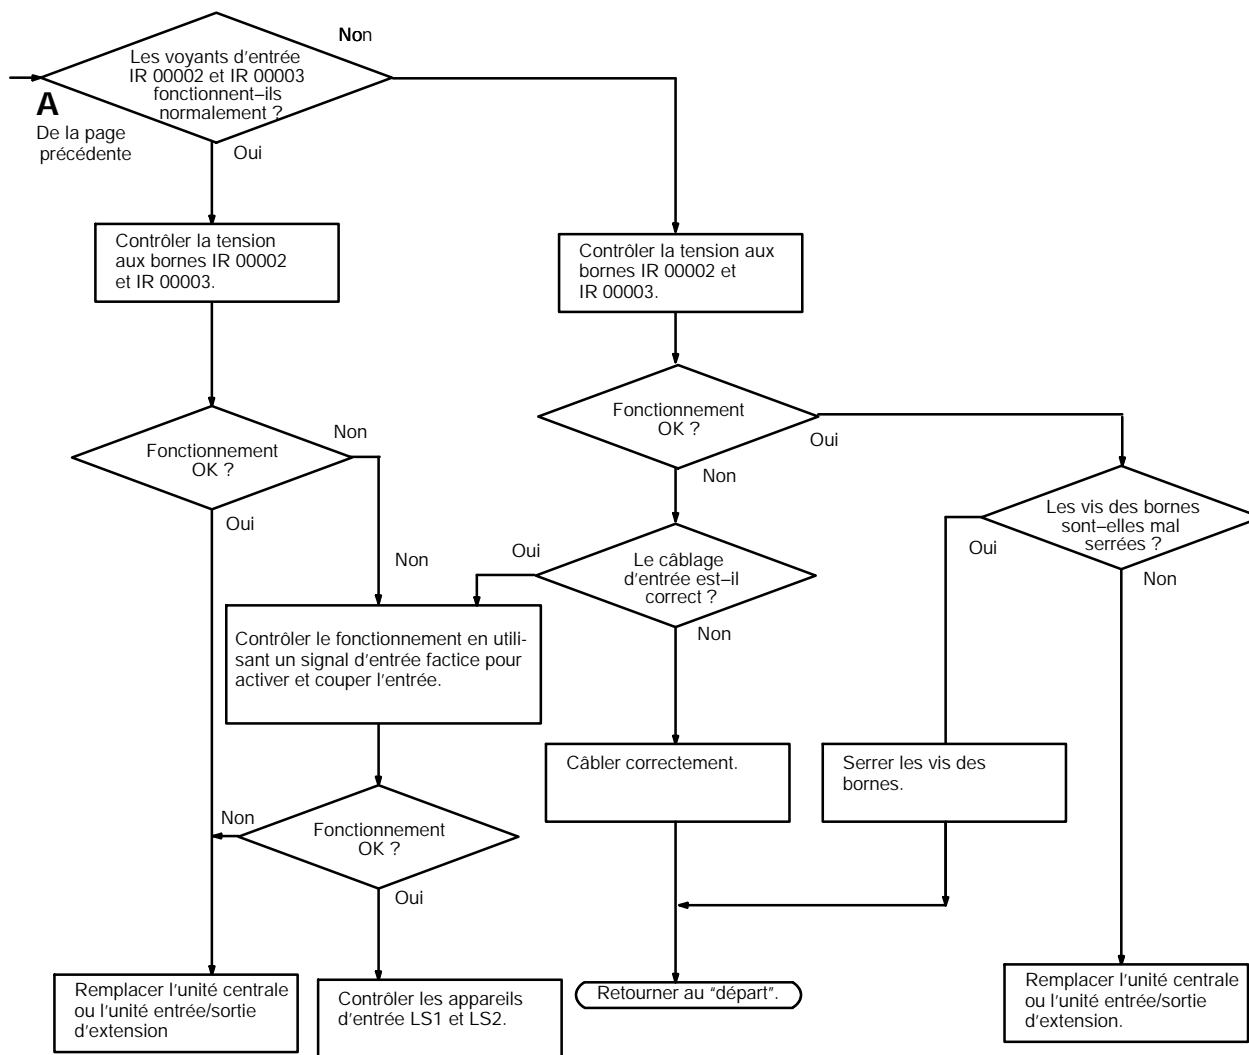 Non
Les voyants d'entrée
IR 00002 et IR 00003
fonctionnent–ils
normalement ?
A
De la page
précédente
Oui
Contrôler la tension
aux bornes IR 00002
et IR 00003.
Contrôler la tension aux
bornes IR 00002 et
IR 00003.
Fonctionnement
OK ?
Oui
Non
Fonctionnement
OK ?
Non
Oui
Les vis des bornes
sont–elles mal
serrées ?
Oui
Non
Le câblage
d'entrée est–il
correct ?
Oui
Non
Non
Contrôler le fonctionnement en utili-
sant un signal d'entrée factice pour
activer et couper l'entrée.
Câbler correctement.
Serrer les vis des
bornes.
Fonctionnement
OK ?
Non
Oui
Remplacer l'unité centrale
ou l'unité entrée/sortie
d'extension
Contrôler les appareils
d'entrée LS1 et LS2.
Retourner au "départ".
Remplacer l'unité centrale
ou l'unité entrée/sortie
d'extension.